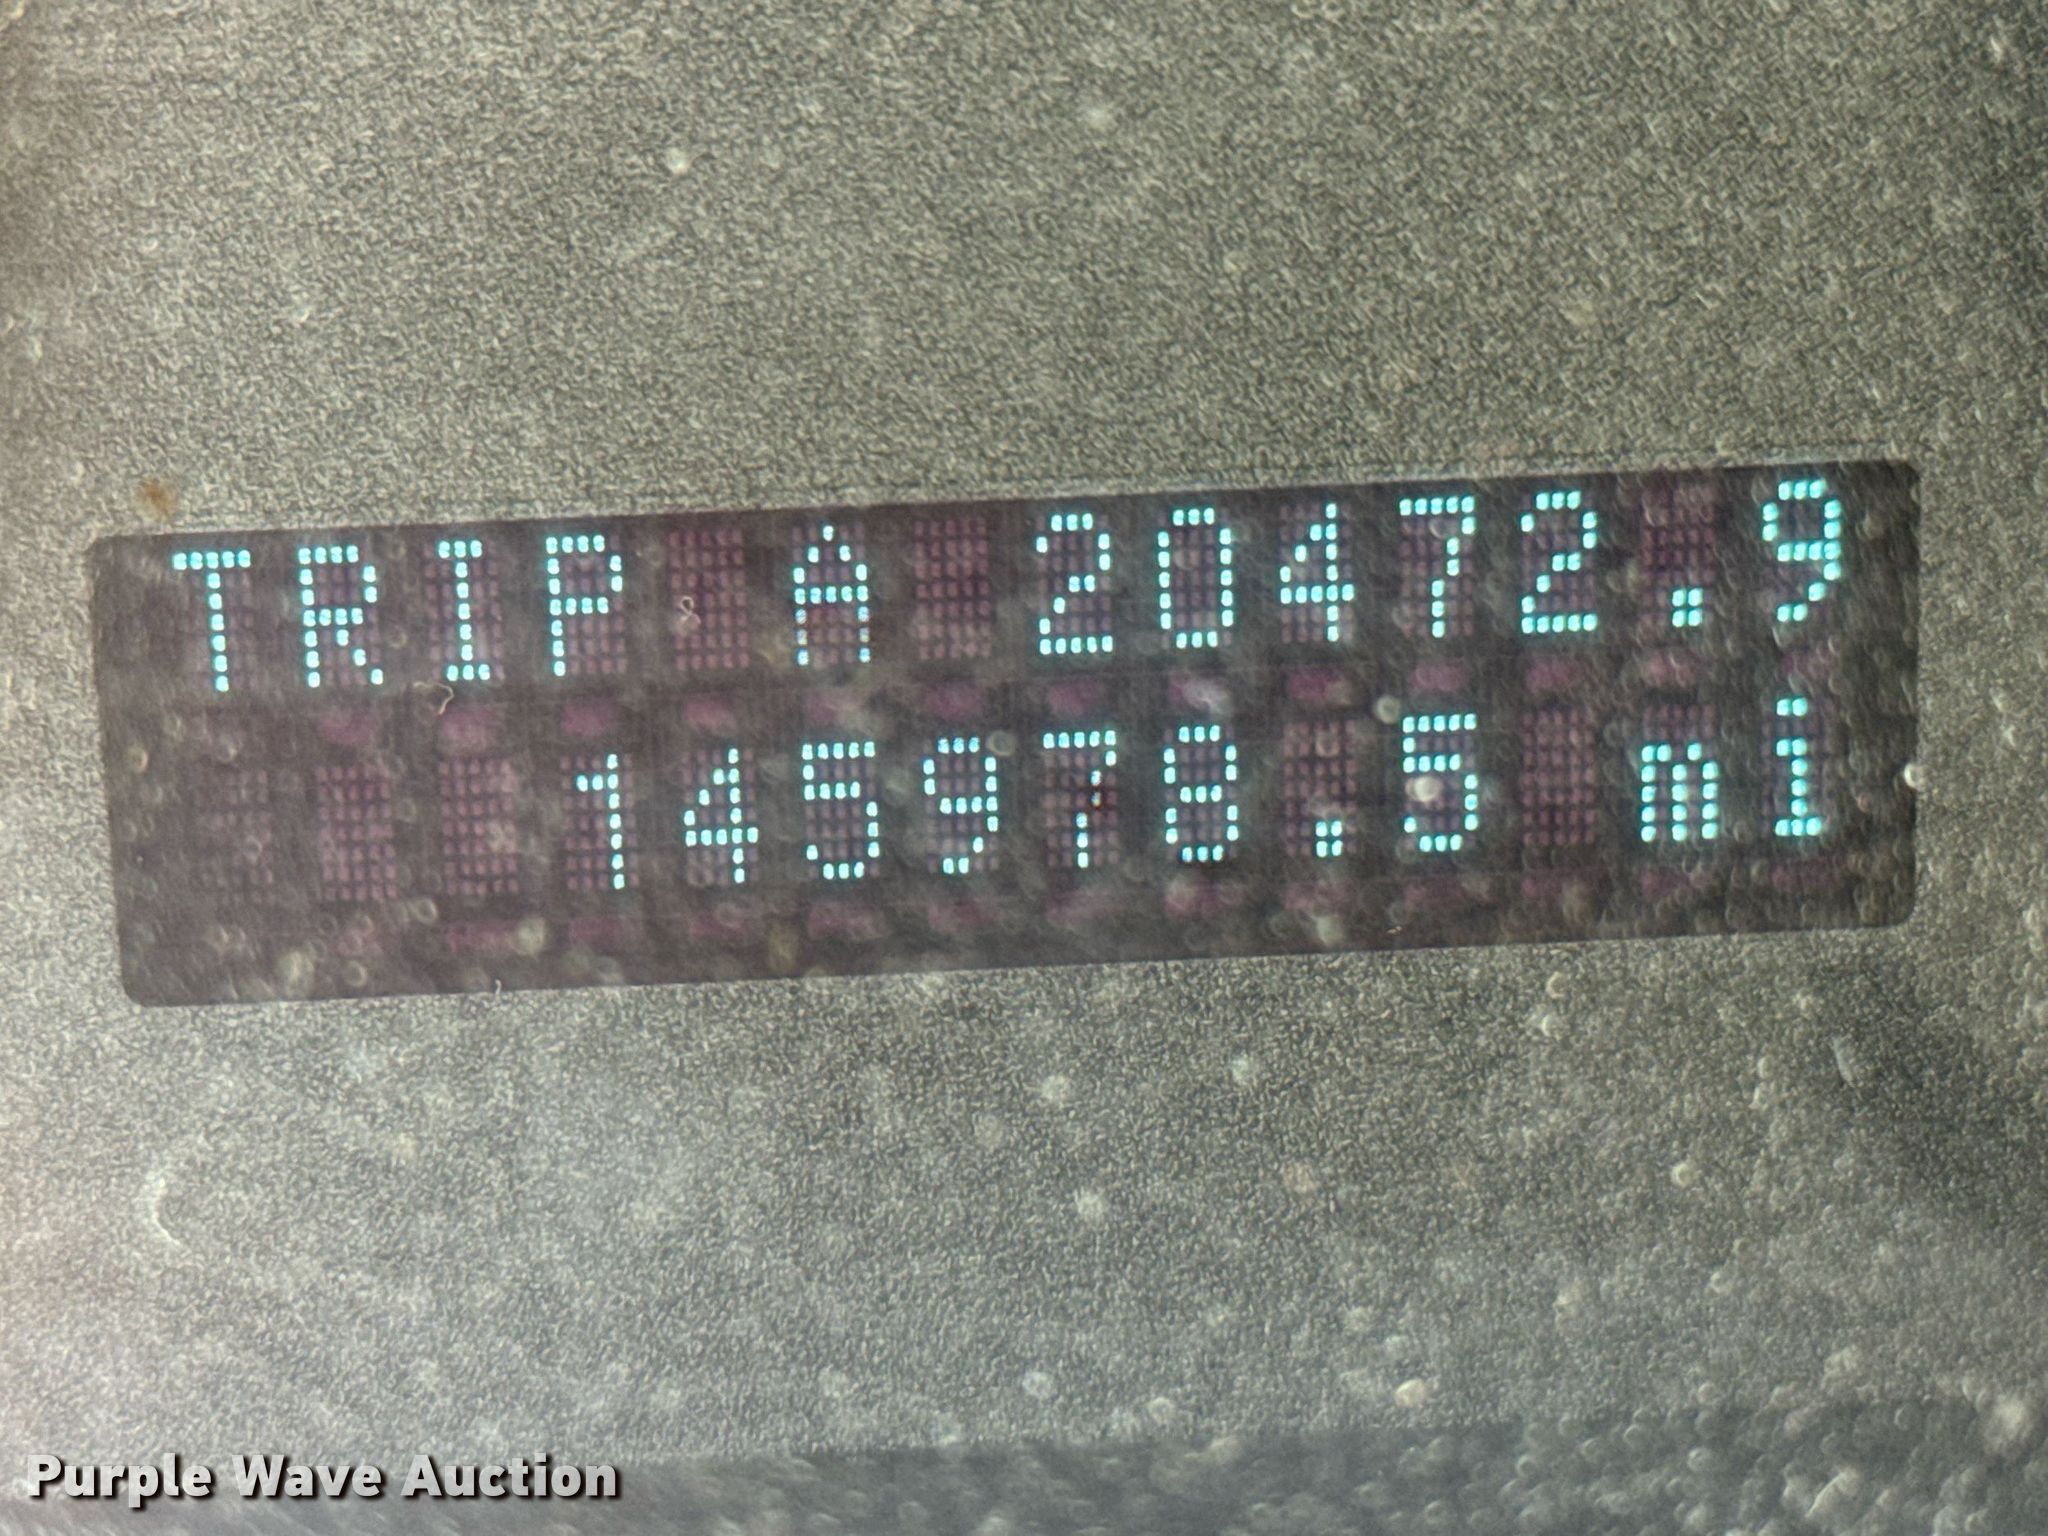 TRIP A 20472.9
145978.5 mi
Purple Wave Auction